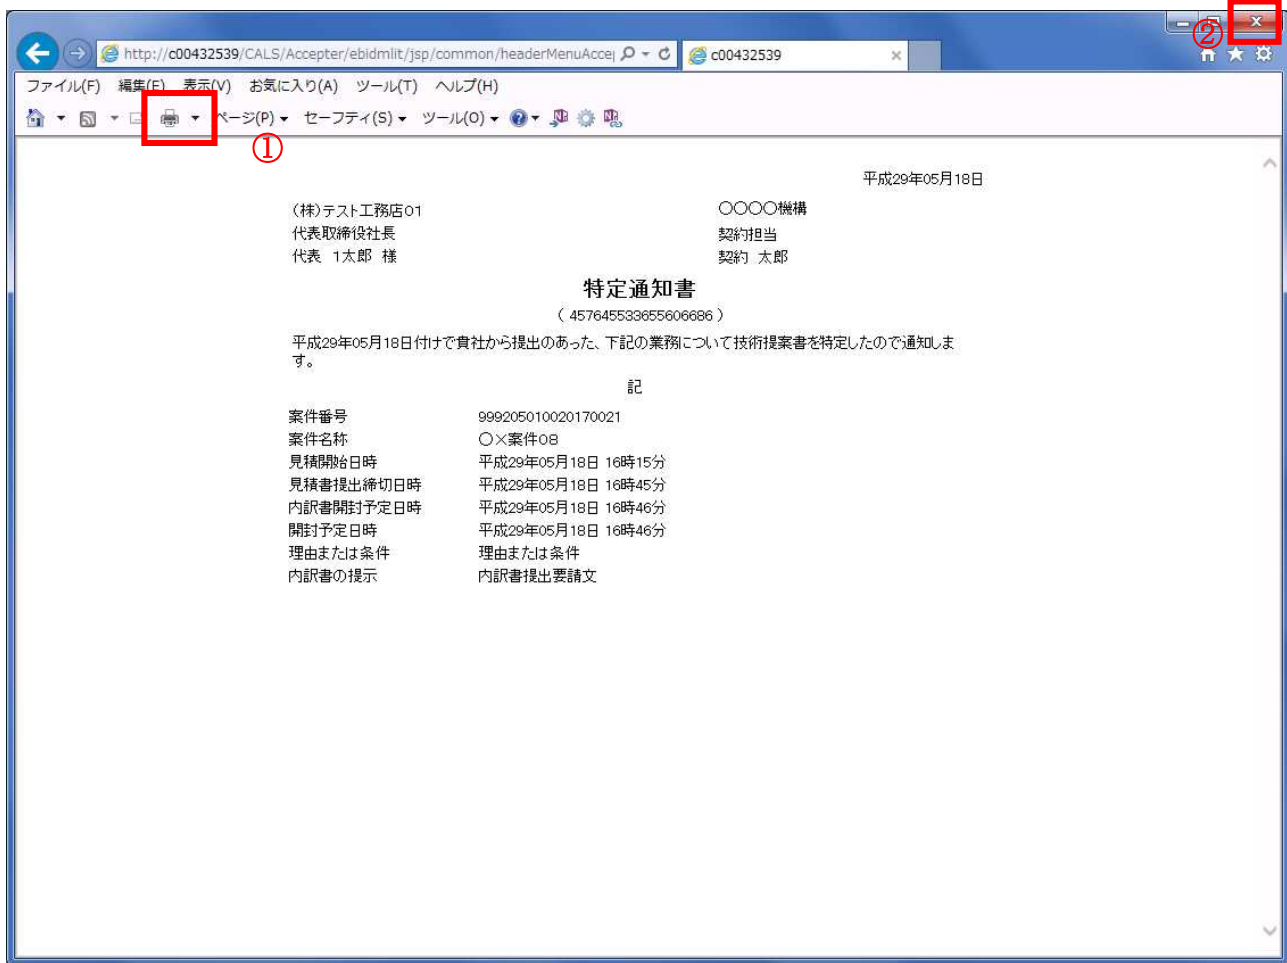 ②
http://c00432539/CALS/Accepter/ebidmlit/jsp/common/headerMenuAccep
c00432539
ファイル(F) 編集(E) 表示(V) お気に入り(A) ツール(T) ヘルプ(H)
ページ(P) セーフティ(S) ツール(O)
①
平成29年05月18日
(株)テスト工務店01 〇〇〇〇機構
代表取締役社長 契約担当
代表 1太郎 様 契約 太郎
特定通知書
( 457645533655606686 )
平成29年05月18日付けで貴社から提出のあった、下記の業務について技術提案書を特定したので通知しま
す。
記
案件番号 999205010020170021
案件名称 〇×案件08
見積開始日時 平成29年05月18日 16時15分
見積書提出締切日時 平成29年05月18日 16時45分
内訳書開封予定日時 平成29年05月18日 16時46分
開封予定日時 平成29年05月18日 16時46分
理由または条件 理由または条件
内訳書の提示 内訳書提出要請文